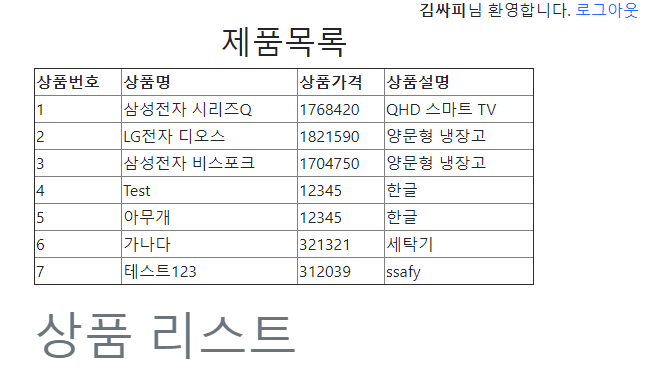 김싸피님 환영합니다. 로그아웃
제품목록
상품번호 상품명 상품가격 상품설명
1 삼성전자 시리즈Q 1768420 QHD 스마트 TV
2 LG전자 디오스 1821590 양문형 냉장고
3 삼성전자 비스포크 1704750 양문형 냉장고
4 Test 12345 한글
5 아무개 12345 한글
6 가나다 321321 세탁기
7 테스트123 312039 ssafy
상품 리스트